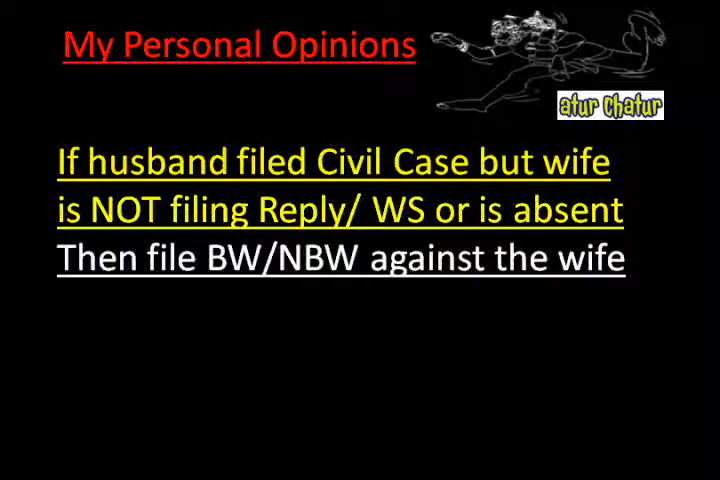 My Personal Opinions
atur chatur
If husband filed Civil Case but wife
is NOT filing Reply/ WS or is absent
Then file BW/NBW against the wife